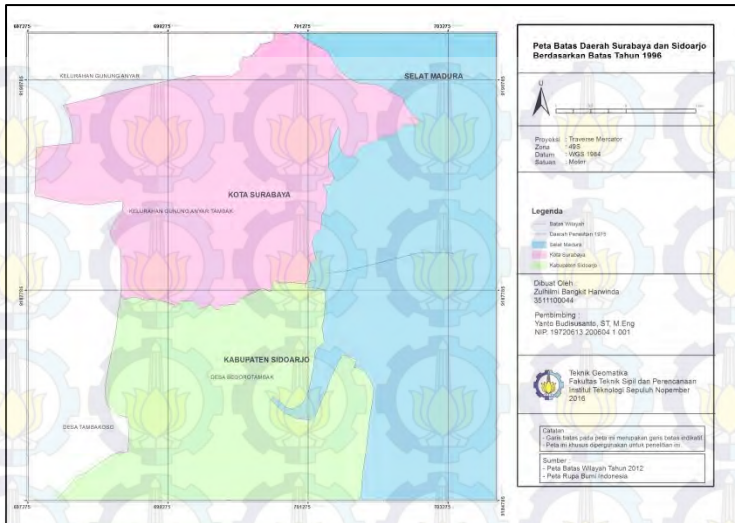 697275
699275
701275
703275
KELURAHAN GUNUNG ANYAR
SELAT MADURA
KOTA SURABAYA
KELURAHAN GUNUNG ANYAR TAMBAK
KABUPATEN SIDOARJO
DESA SEGOROTAMBAK
DESA TAMBAKOSO
699275
701275
703275
Peta Batas Daerah Surabaya dan Sidoarjo
Berdasarkan Batas Tahun 1996
U
Proyeksi : Traverse Mercator
Zona : 49S
Datum : WGS 1984
Satuan : Meter
Legenda
Batas Wilayah
Daerah Penelitian 1975
Selat Madura
Kota Surabaya
Kabupaten Sidoarjo
Dibuat Oleh :
Zulhilmi Bangkit Harwinda
3511100044
Pembimbing :
Yanto Budisusanto, ST, M.Eng
NIP. 19720613 200604 1 001
Teknik Geomatika
Fakultas Teknik Sipil dan Perencanaan
Institut Teknologi Sepuluh Nopember
2016
Catatan
- Garis batas pada peta ini merupakan garis batas indikatif
- Peta ini khusus dipergunakan untuk penelitian ini
Sumber :
- Peta Batas Wilayah Tahun 2012
- Peta Rupa Bumi Indonesia